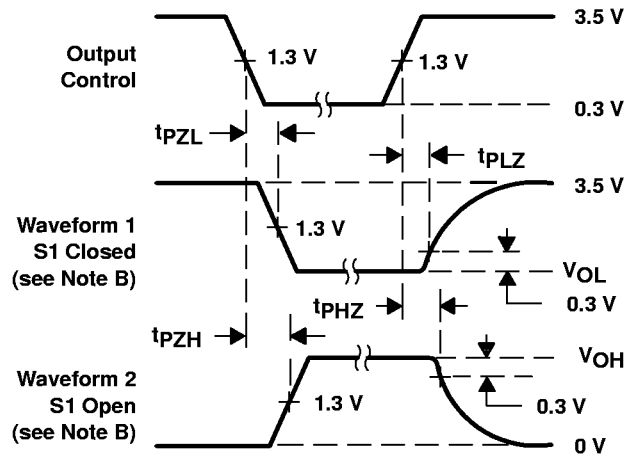 3.5 V
Output
Control
1.3 V
1.3 V
0.3 V
tPZL
tPLZ
3.5 V
Waveform 1
S1 Closed
(see Note B)
1.3 V
VOL
0.3 V
tPHZ
tPZH
VOH
Waveform 2
S1 Open
(see Note B)
1.3 V
0.3 V
0 V